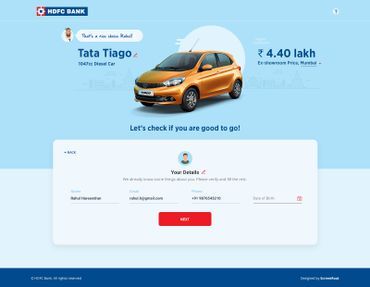 HDFC BANK
?
That's a nice choice Rahul!
Tata Tiago
1047cc Diesel Car
₹ 4.40 lakh
Ex-showroom Price, Mumbai
Let's check if you are good to go!
< BACK
Your Details
We already know some things about you. Please verify and fill the rest.
Name
Email
Phone
Rahul Hareenthan
rahul.h@gmail.com
+91 9876543210
Date of Birth
NEXT
© HDFC Bank, All rights reserved
Designed by ScreenRoot